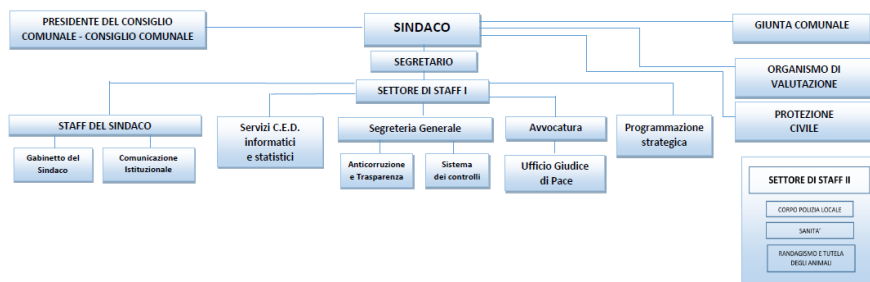 PRESIDENTE DEL CONSIGLIO
COMUNALE - CONSIGLIO COMUNALE
SINDACO
GIUNTA COMUNALE
SEGRETARIO
ORGANISMO DI
VALUTAZIONE
SETTORE DI STAFF I
PROTEZIONE
CIVILE
STAFF DEL SINDACO
Servizi C.E.D.
informatici
e statistici
Segreteria Generale
Avvocatura
Programmazione
strategica
Gabinetto del
Sindaco
Comunicazione
Istituzionale
Anticorruzione
e Trasparenza
Sistema
dei controlli
Ufficio Giudice
di Pace
SETTORE DI STAFF II
CORPO POLIZIA LOCALE
SANITA'
RANDAGISMO E TUTELA
DEGLI ANIMALI